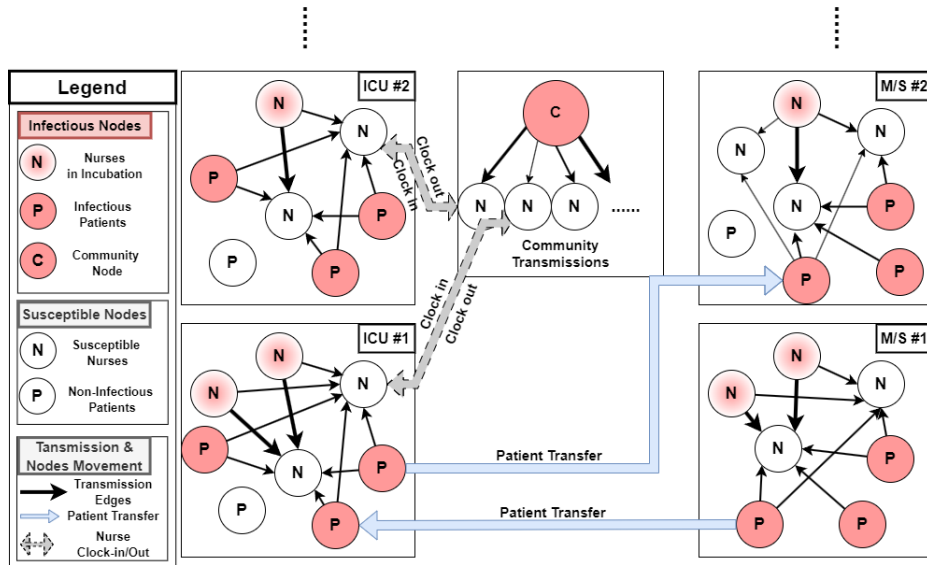 Legend
Infectious Nodes
N
Nurses
in Incubation
P
Infectious
Patients
C
Community
Node
Susceptible Nodes
N
Susceptible
Nurses
P
Non-Infectious
Patients
Tansmission &
Nodes Movement
Transmission
Edges
Patient Transfer
Nurse
Clock-in/Out
ICU #2
N
N
P
N
P
P
P
Clock out
Clock in
C
N
N
N
......
Community
Transmissions
Clock in
Clock out
M/S #2
N
N
N
N
P
P
P
P
ICU #1
N
N
N
P
N
P
P
P
Patient Transfer
Patient Transfer
M/S #1
N
N
N
N
P
P
P